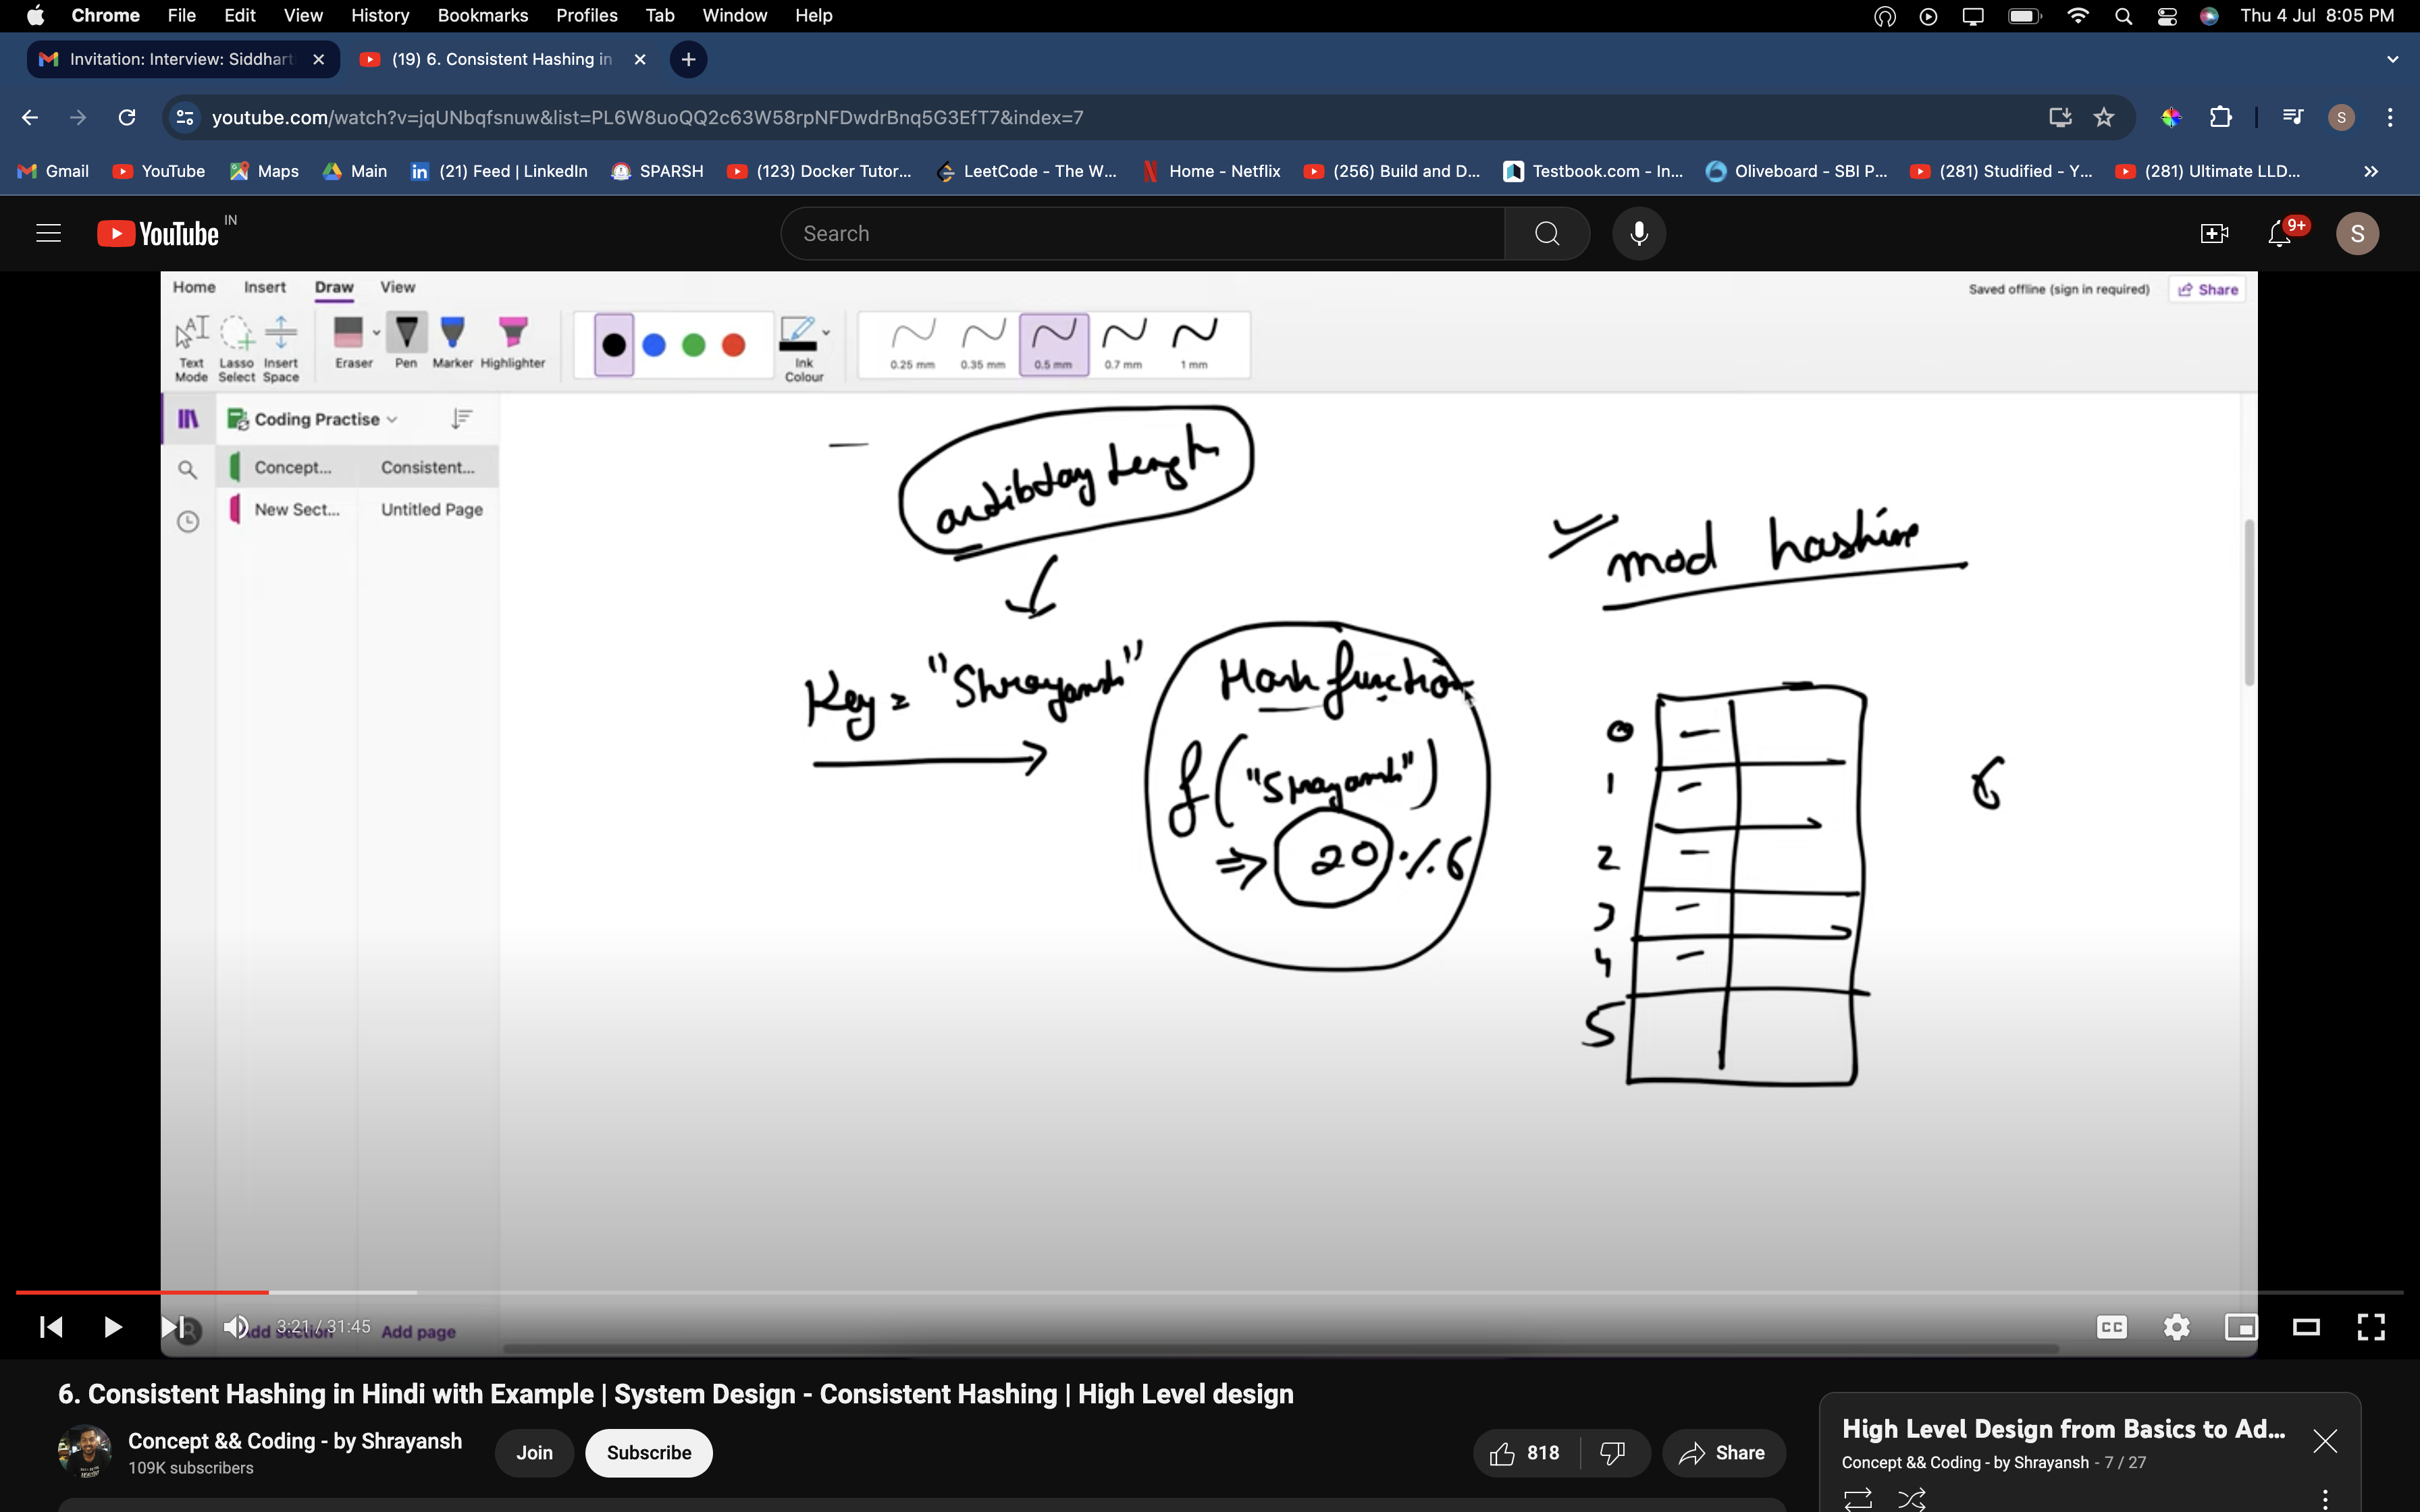 Chrome File Edit View History Bookmarks Profiles Tab Window Help Thu 4 Jul 8:05 PM
Invitation: Interview: Siddhart (19) 6. Consistent Hashing in
youtube.com/watch?v=jqUNbqfsnuw&list=PL6W8uoQQ2c63W58rpNFDwdrBnq5G3EfT7&index=7 S
Gmail YouTube Maps Main (21) Feed | LinkedIn SPARSH (123) Docker Tutor... LeetCode - The W... Home - Netflix (256) Build and D... Testbook.com - In... Oliveboard - SBI P... (281) Studified - Y... (281) Ultimate LLD...
YouTube IN Search 9+ S
Home Insert Draw View Saved offline (sign in required) Share
Text Mode Lasso Select Insert Space Eraser Pen Marker Highlighter Ink Colour 0.25 mm 0.35 mm 0.5 mm 0.7 mm 1 mm
Coding Practise
Concept... Consistent...
New Sect... Untitled Page
length
mod hashing
Key = "Shrayansh"
Hash function
f("Shrayansh")
⇒ 20 % 6
0
1
2
3
4
5
6
Add section Add page
3:21 / 31:45 CC
6. Consistent Hashing in Hindi with Example | System Design - Consistent Hashing | High Level design
Concept && Coding - by Shrayansh
109K subscribers
Join Subscribe 818 Share
High Level Design from Basics to Ad...
Concept && Coding - by Shrayansh - 7 / 27